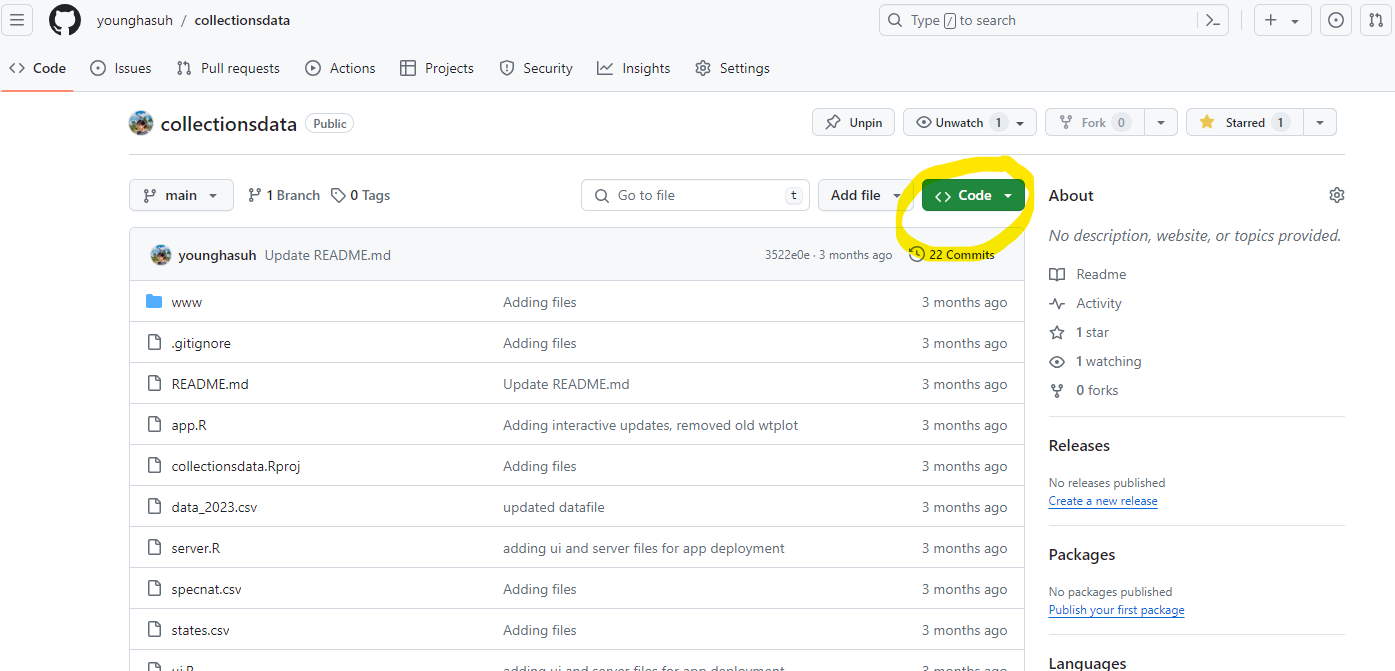 younghasuh / collectionsdata
Type / to search
Code Issues Pull requests Actions Projects Security Insights Settings
collectionsdata Public
Unpin Unwatch 1 Fork 0 Starred 1
main 1 Branch 0 Tags Go to file t Add file Code
younghasuh Update README.md 3522e0e · 3 months ago 22 Commits
www Adding files 3 months ago
.gitignore Adding files 3 months ago
README.md Update README.md 3 months ago
app.R Adding interactive updates, removed old wtplot 3 months ago
collectionsdata.Rproj Adding files 3 months ago
data_2023.csv updated datafile 3 months ago
server.R adding ui and server files for app deployment 3 months ago
specnat.csv Adding files 3 months ago
states.csv Adding files 3 months ago
ui.R adding ui and server files for app deployment 3 months ago
About
No description, website, or topics provided.
Readme
Activity
1 star
1 watching
0 forks
Releases
No releases published
Create a new release
Packages
No packages published
Publish your first package
Languages